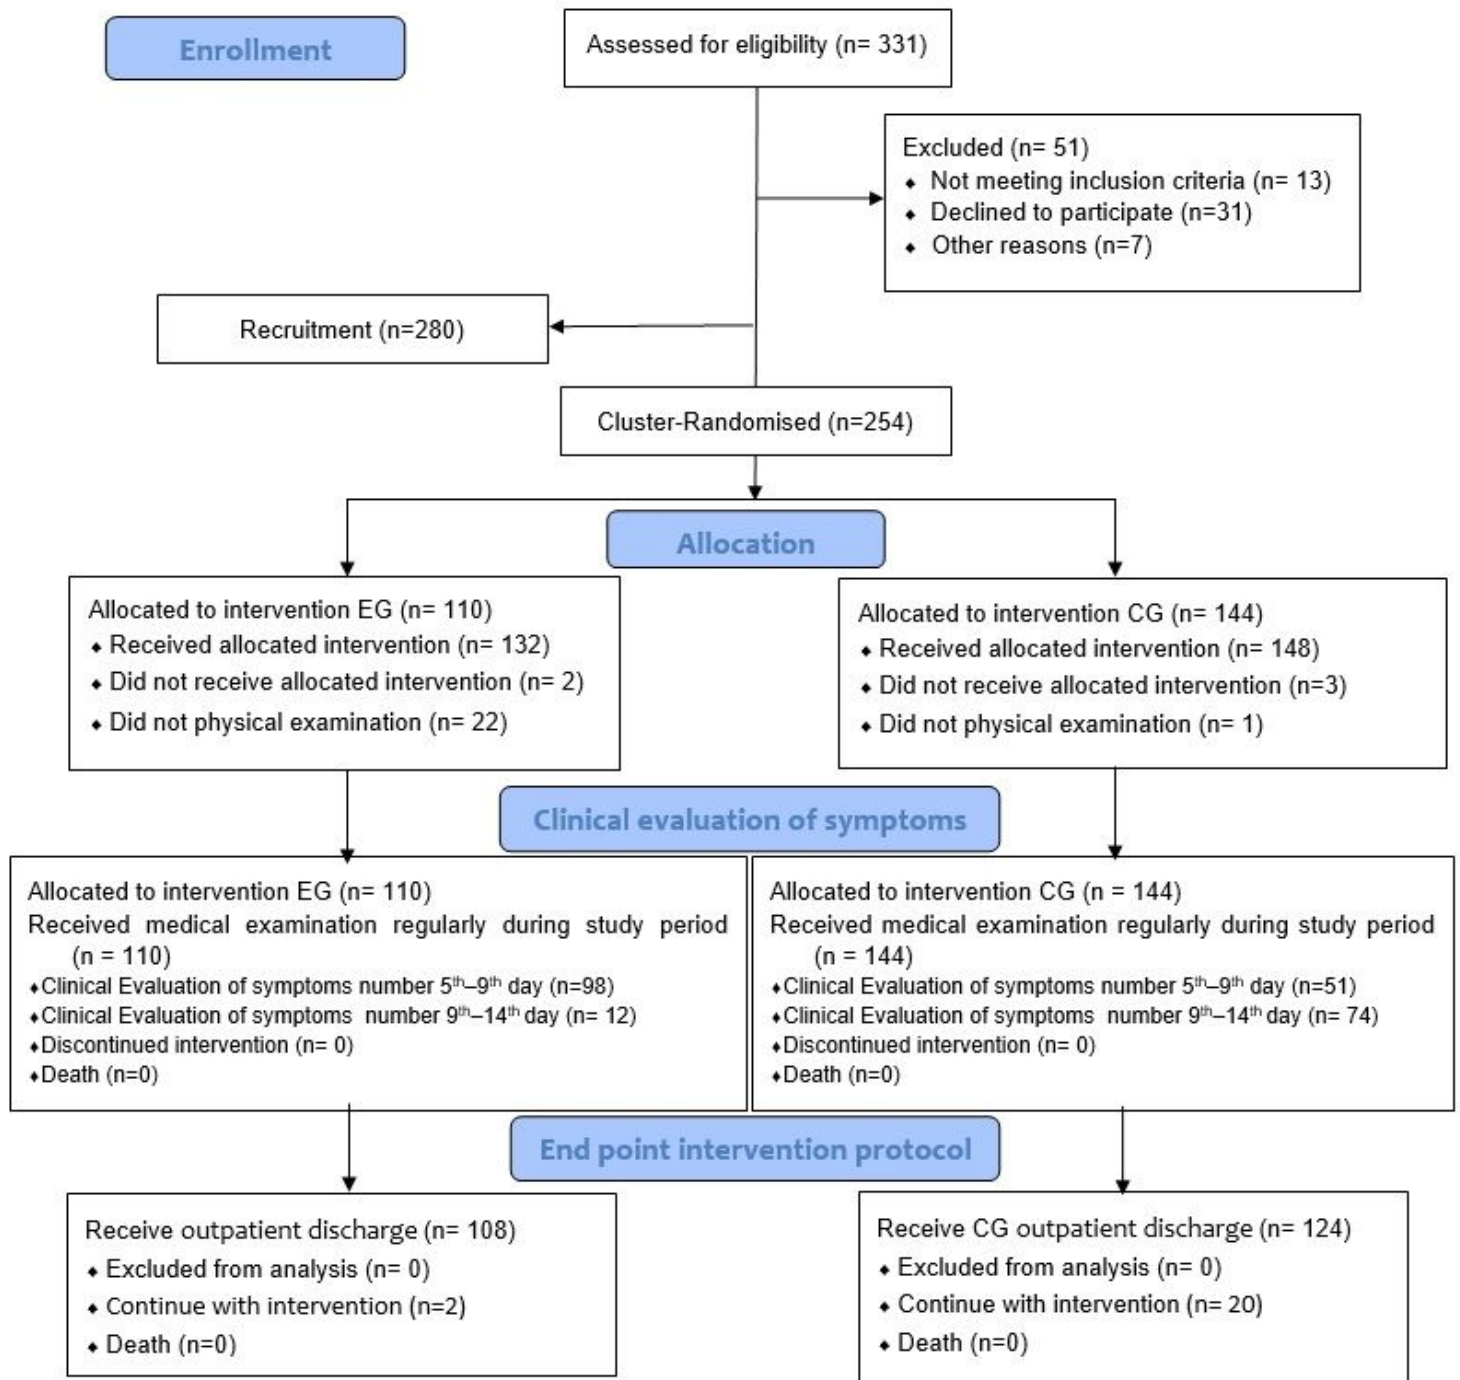 Enrollment
Assessed for eligibility (n= 331)
Excluded (n= 51)
⬥ Not meeting inclusion criteria (n= 13)
⬥ Declined to participate (n=31)
⬥ Other reasons (n=7)
Recruitment (n=280)
Cluster-Randomised (n=254)
Allocation
Allocated to intervention EG (n= 110)
⬥ Received allocated intervention (n= 132)
⬥ Did not receive allocated intervention (n= 2)
⬥ Did not physical examination (n= 22)
Allocated to intervention CG (n= 144)
⬥ Received allocated intervention (n= 148)
⬥ Did not receive allocated intervention (n=3)
⬥ Did not physical examination (n= 1)
Clinical evaluation of symptoms
Allocated to intervention EG (n= 110)
Received medical examination regularly during study period
(n = 110)
⬥Clinical Evaluation of symptoms number 5th–9th day (n=98)
⬥Clinical Evaluation of symptoms number 9th–14th day (n= 12)
⬥Discontinued intervention (n= 0)
⬥Death (n=0)
Allocated to intervention CG (n = 144)
Received medical examination regularly during study period
(n = 144)
⬥Clinical Evaluation of symptoms number 5th–9th day (n=51)
⬥Clinical Evaluation of symptoms number 9th–14th day (n= 74)
⬥Discontinued intervention (n= 0)
⬥Death (n=0)
End point intervention protocol
Receive outpatient discharge (n= 108)
⬥ Excluded from analysis (n= 0)
⬥ Continue with intervention (n=2)
⬥ Death (n=0)
Receive CG outpatient discharge (n= 124)
⬥ Excluded from analysis (n= 0)
⬥ Continue with intervention (n= 20)
⬥ Death (n=0)